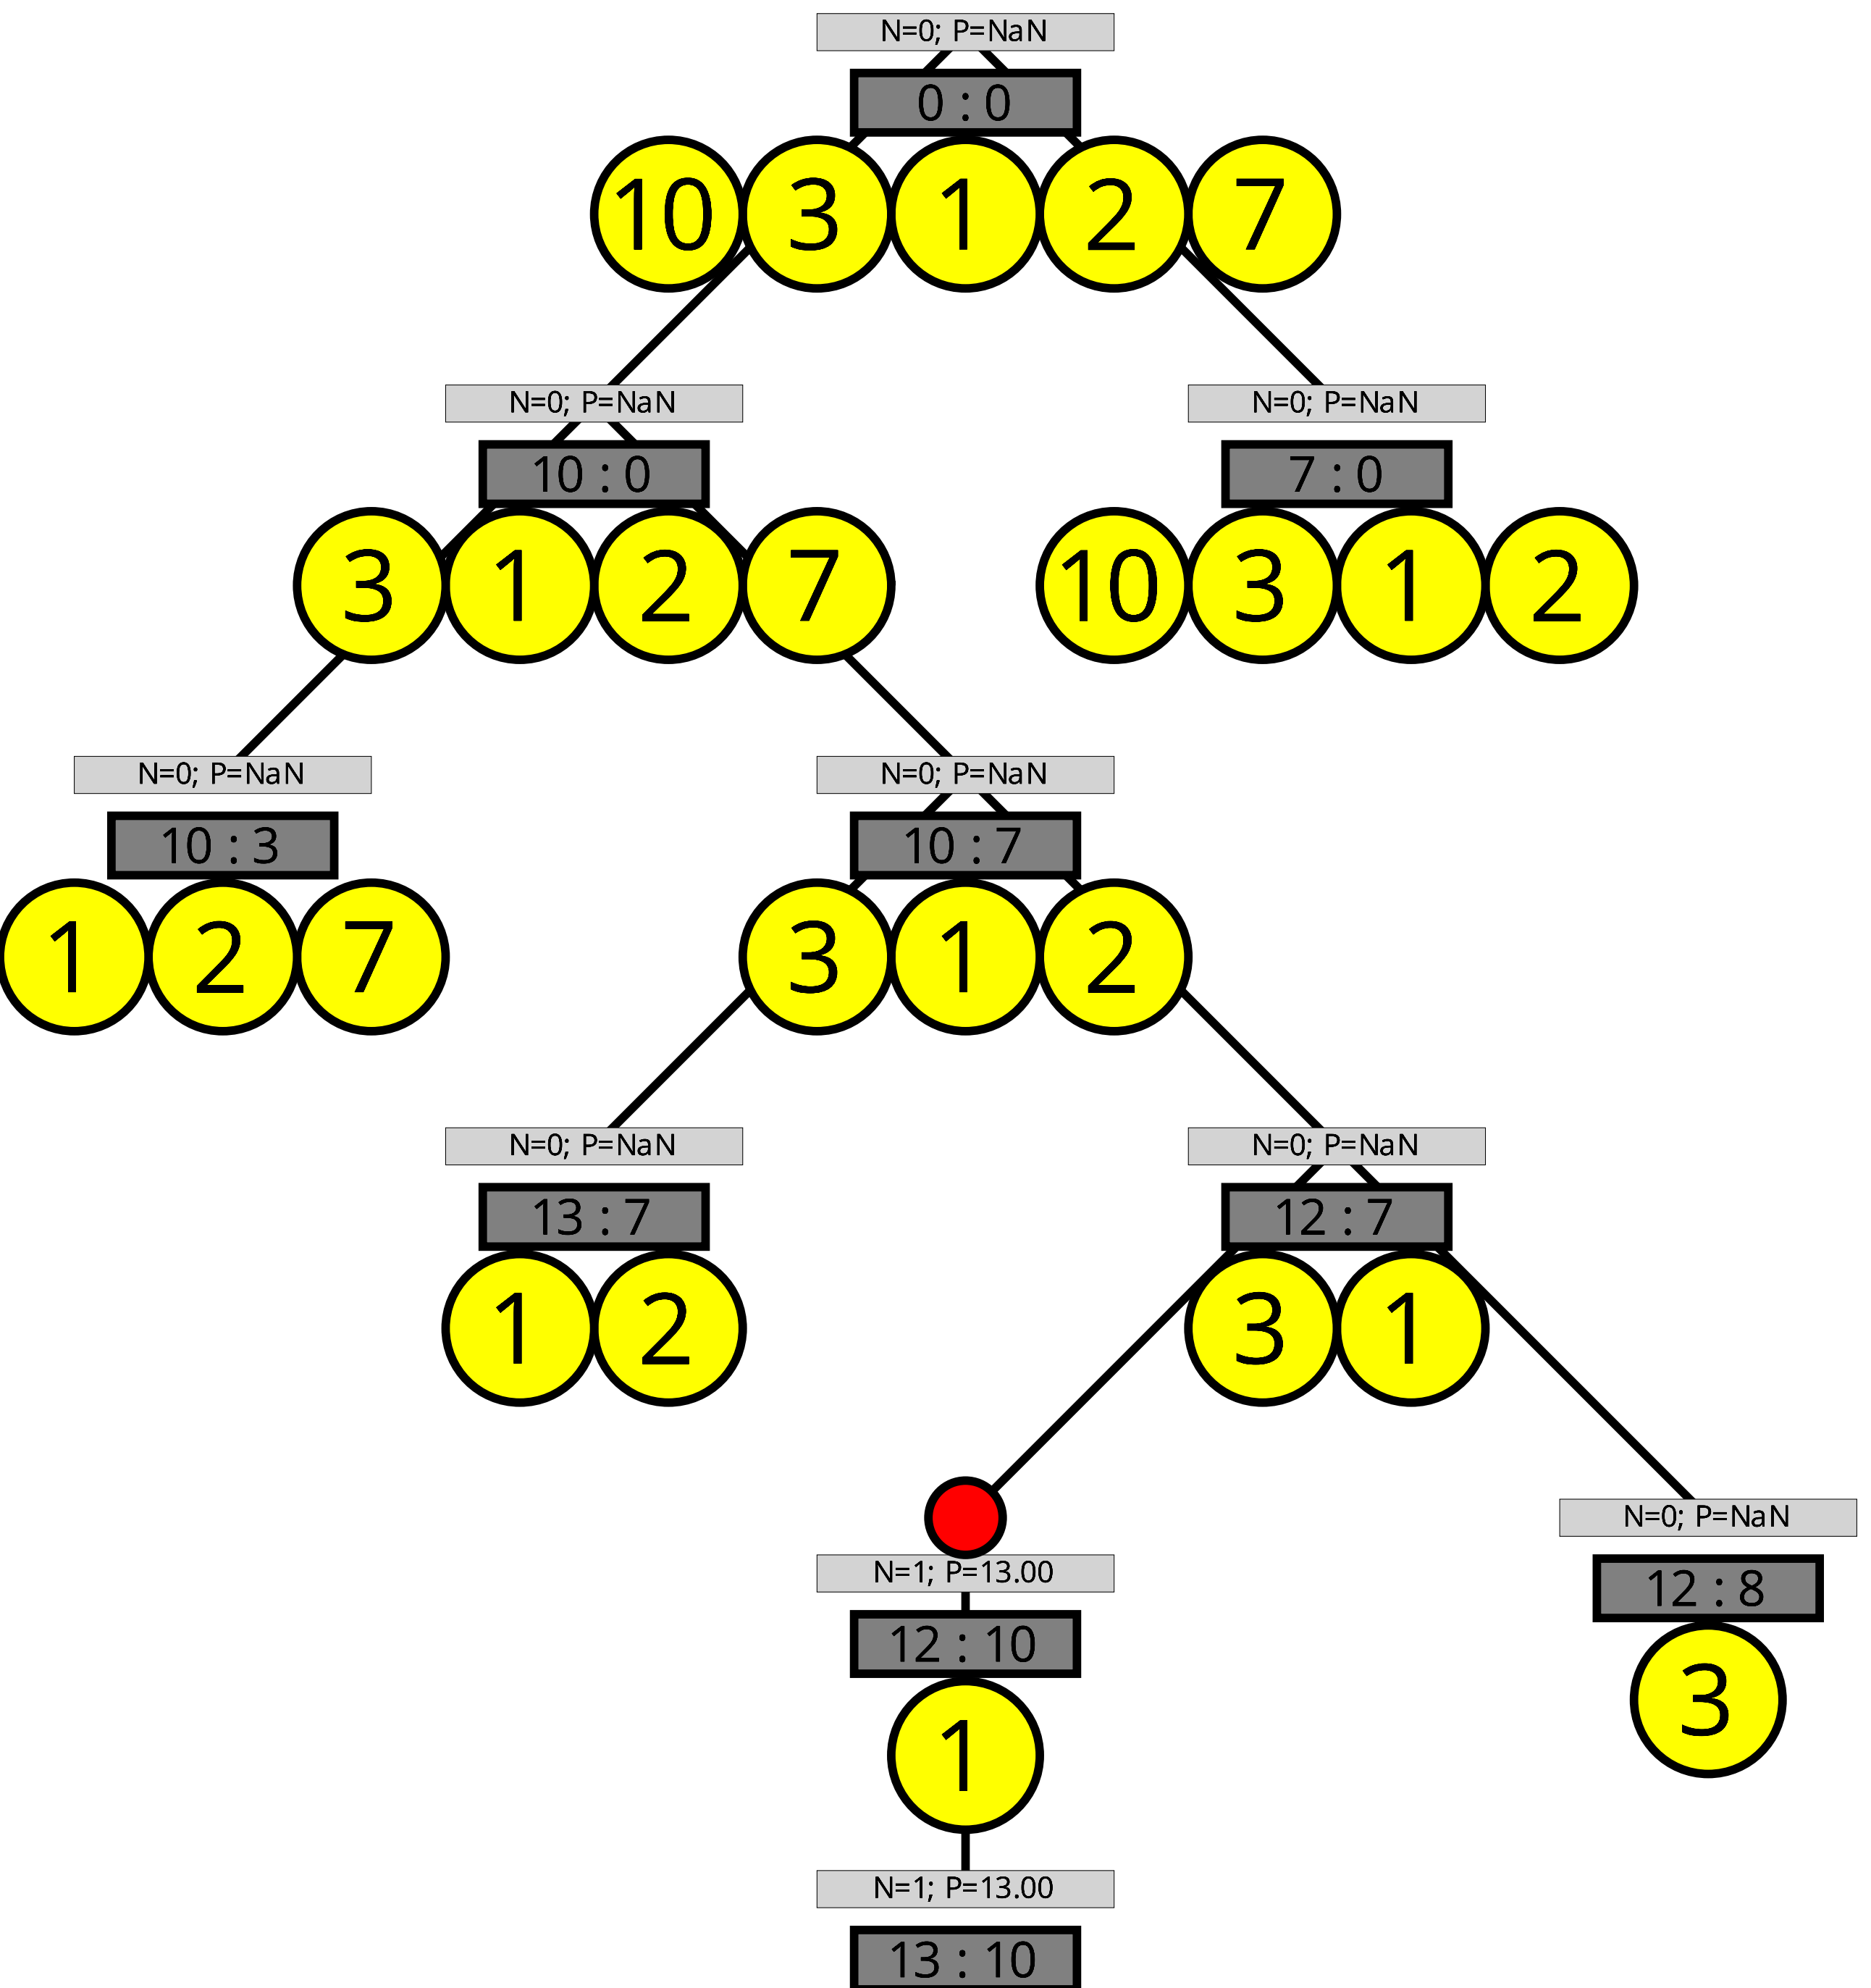 N=0; P=NaN
0 : 0
10 3 1 2 7
N=0; P=NaN
10 : 0
3 1 2 7
N=0; P=NaN
7 : 0
10 3 1 2
N=0; P=NaN
10 : 3
1 2 7
N=0; P=NaN
10 : 7
3 1 2
N=0; P=NaN
13 : 7
1 2
N=0; P=NaN
12 : 7
3 1
N=1; P=13.00
12 : 10
1
N=0; P=NaN
12 : 8
3
N=1; P=13.00
13 : 10